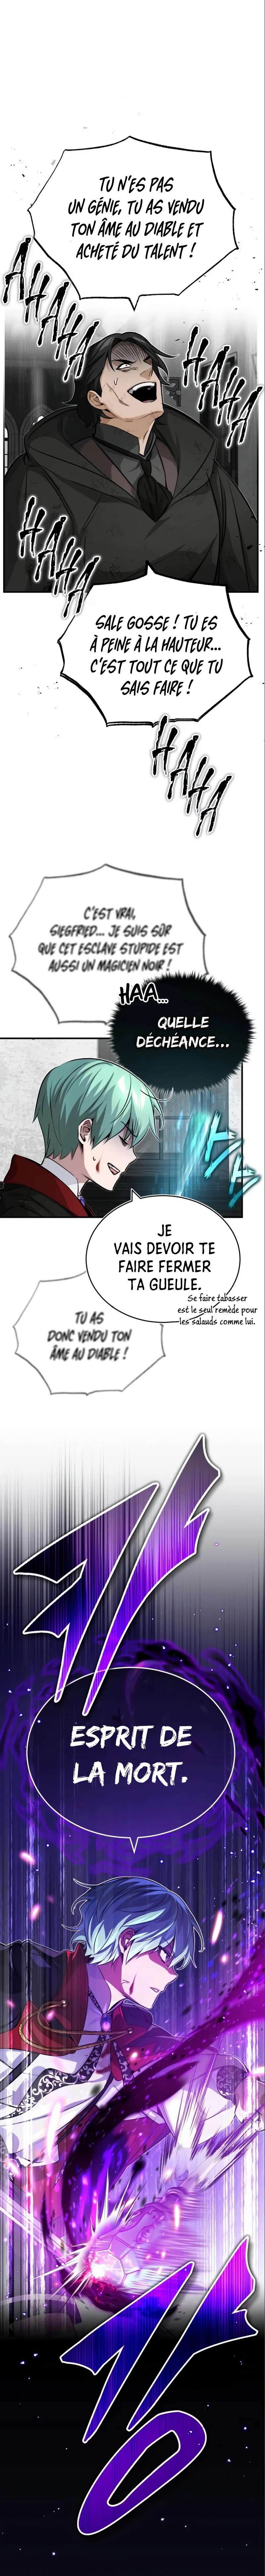 TU N'ES PAS
UN GÉNIE, TU AS VENDU
TON ÂME AU DIABLE ET
ACHETÉ DU TALENT !
AHAHA
HAHA
HAHA
SALE GOSSE ! TU ES
À PEINE À LA HAUTEUR...
C'EST TOUT CE QUE TU
SAIS FAIRE !
HAHA
C'EST VRAI,
SIEGFRIED... JE SUIS SÛR
QUE CET ESCLAVE STUPIDE EST
AUSSI UN MAGICIEN NOIR !
HAA...
QUELLE
DÉCHÉANCE...
JE
VAIS DEVOIR TE
FAIRE FERMER
TA GUEULE.
Se faire tabasser
est le seul remède pour
les salauds comme lui.
TU AS
DONC VENDU TON
ÂME AU DIABLE !
ESPRIT DE
LA MORT.